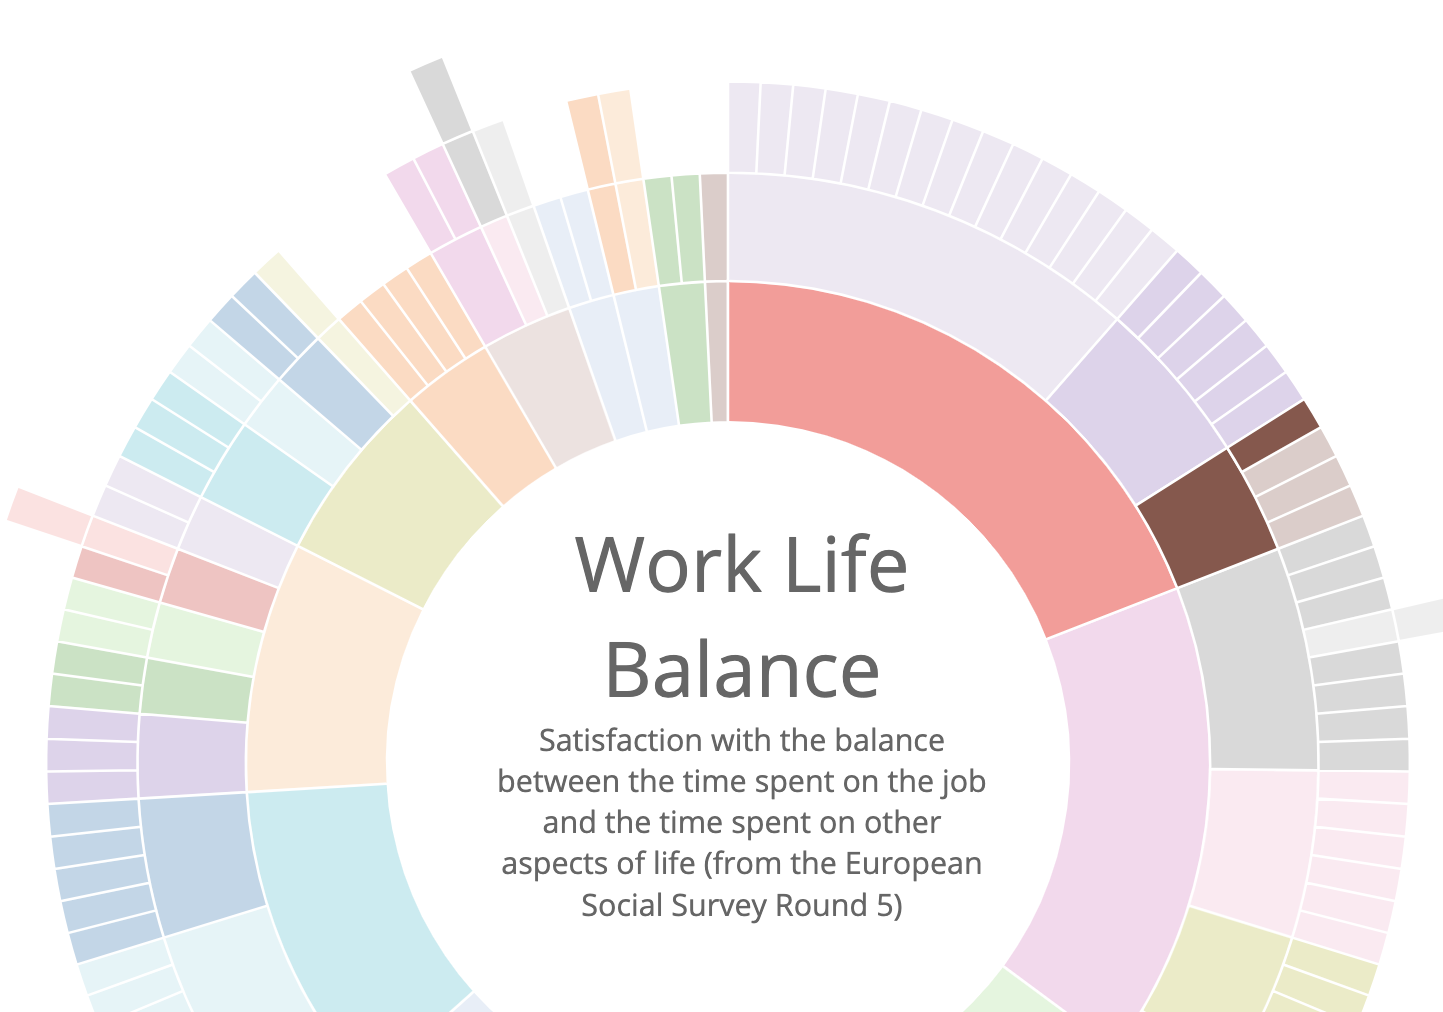 Work Life
Balance
Satisfaction with the balance
between the time spent on the job
and the time spent on other
aspects of life (from the European
Social Survey Round 5)